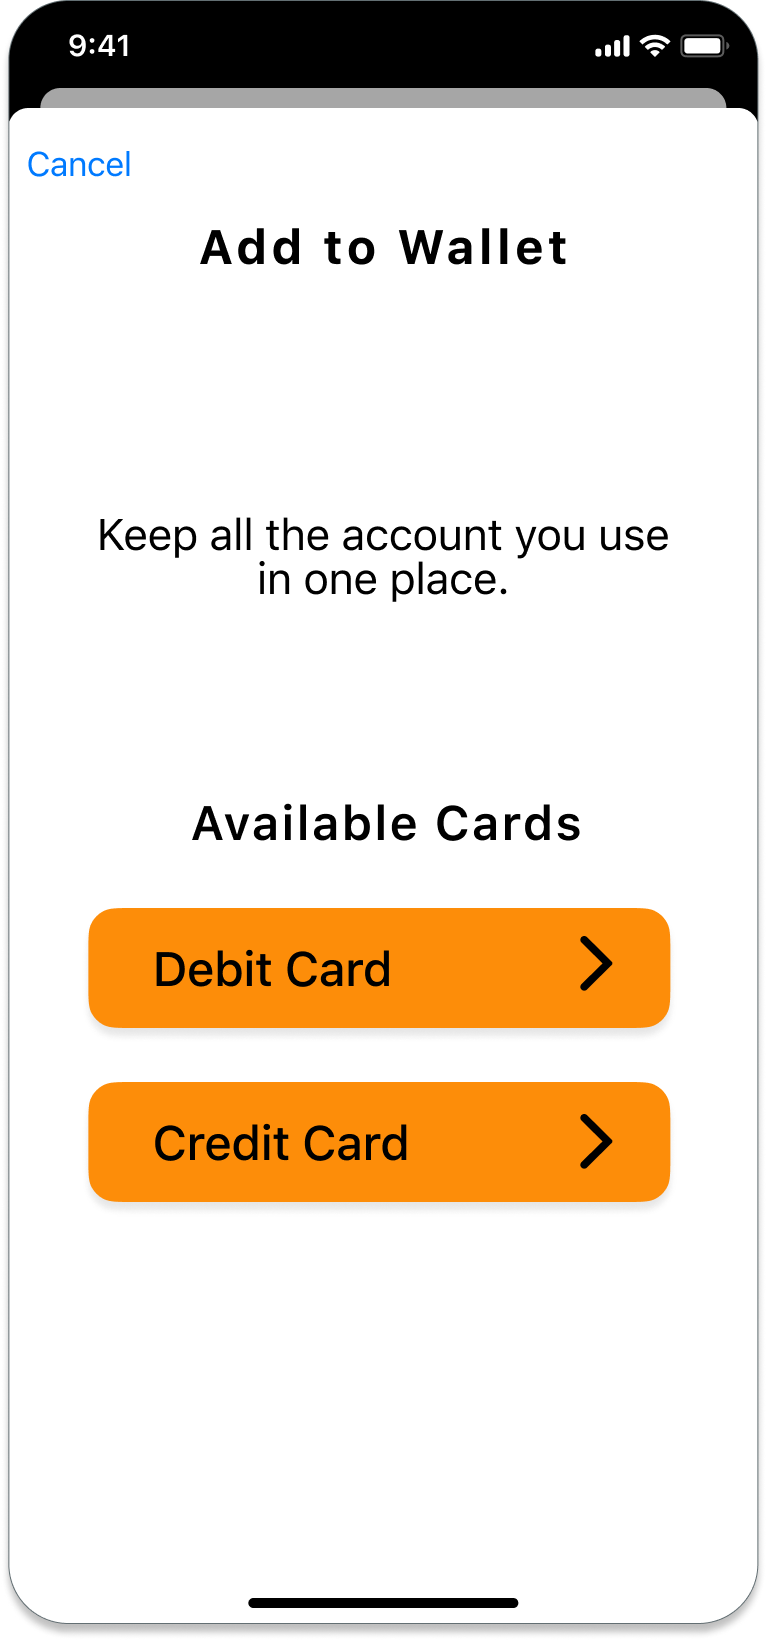 9:41
Cancel
Add to Wallet
Keep all the account you use
in one place.
Available Cards
Debit Card
Credit Card